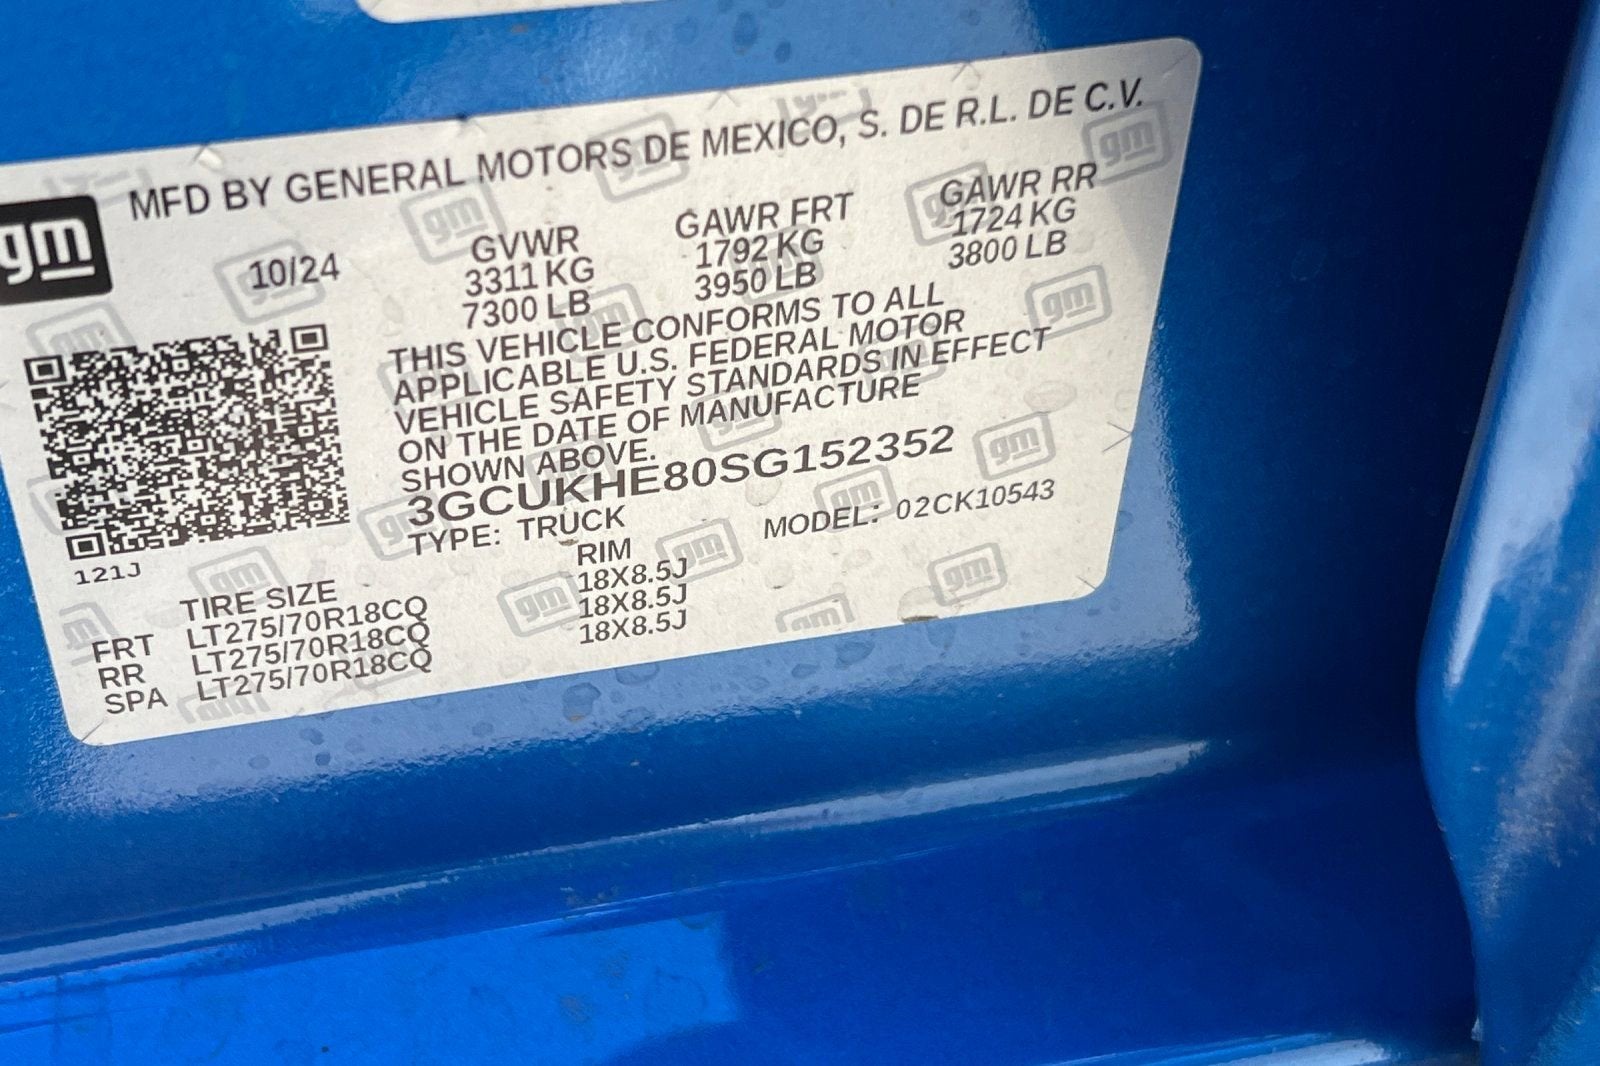 MFD BY GENERAL MOTORS DE MEXICO, S. DE R.L. DE C.V.
gm
10/24
GVWR
3311 KG
7300 LB
GAWR FRT
1792 KG
3950 LB
GAWR RR
1724 KG
3800 LB
THIS VEHICLE CONFORMS TO ALL
APPLICABLE U.S. FEDERAL MOTOR
VEHICLE SAFETY STANDARDS IN EFFECT
ON THE DATE OF MANUFACTURE
SHOWN ABOVE.
3GCUKHE80SG152352
TYPE: TRUCK
MODEL: 02CK10543
121J
TIRE SIZE
RIM
FRT LT275/70R18CQ 18X8.5J
RR LT275/70R18CQ 18X8.5J
SPA LT275/70R18CQ 18X8.5J